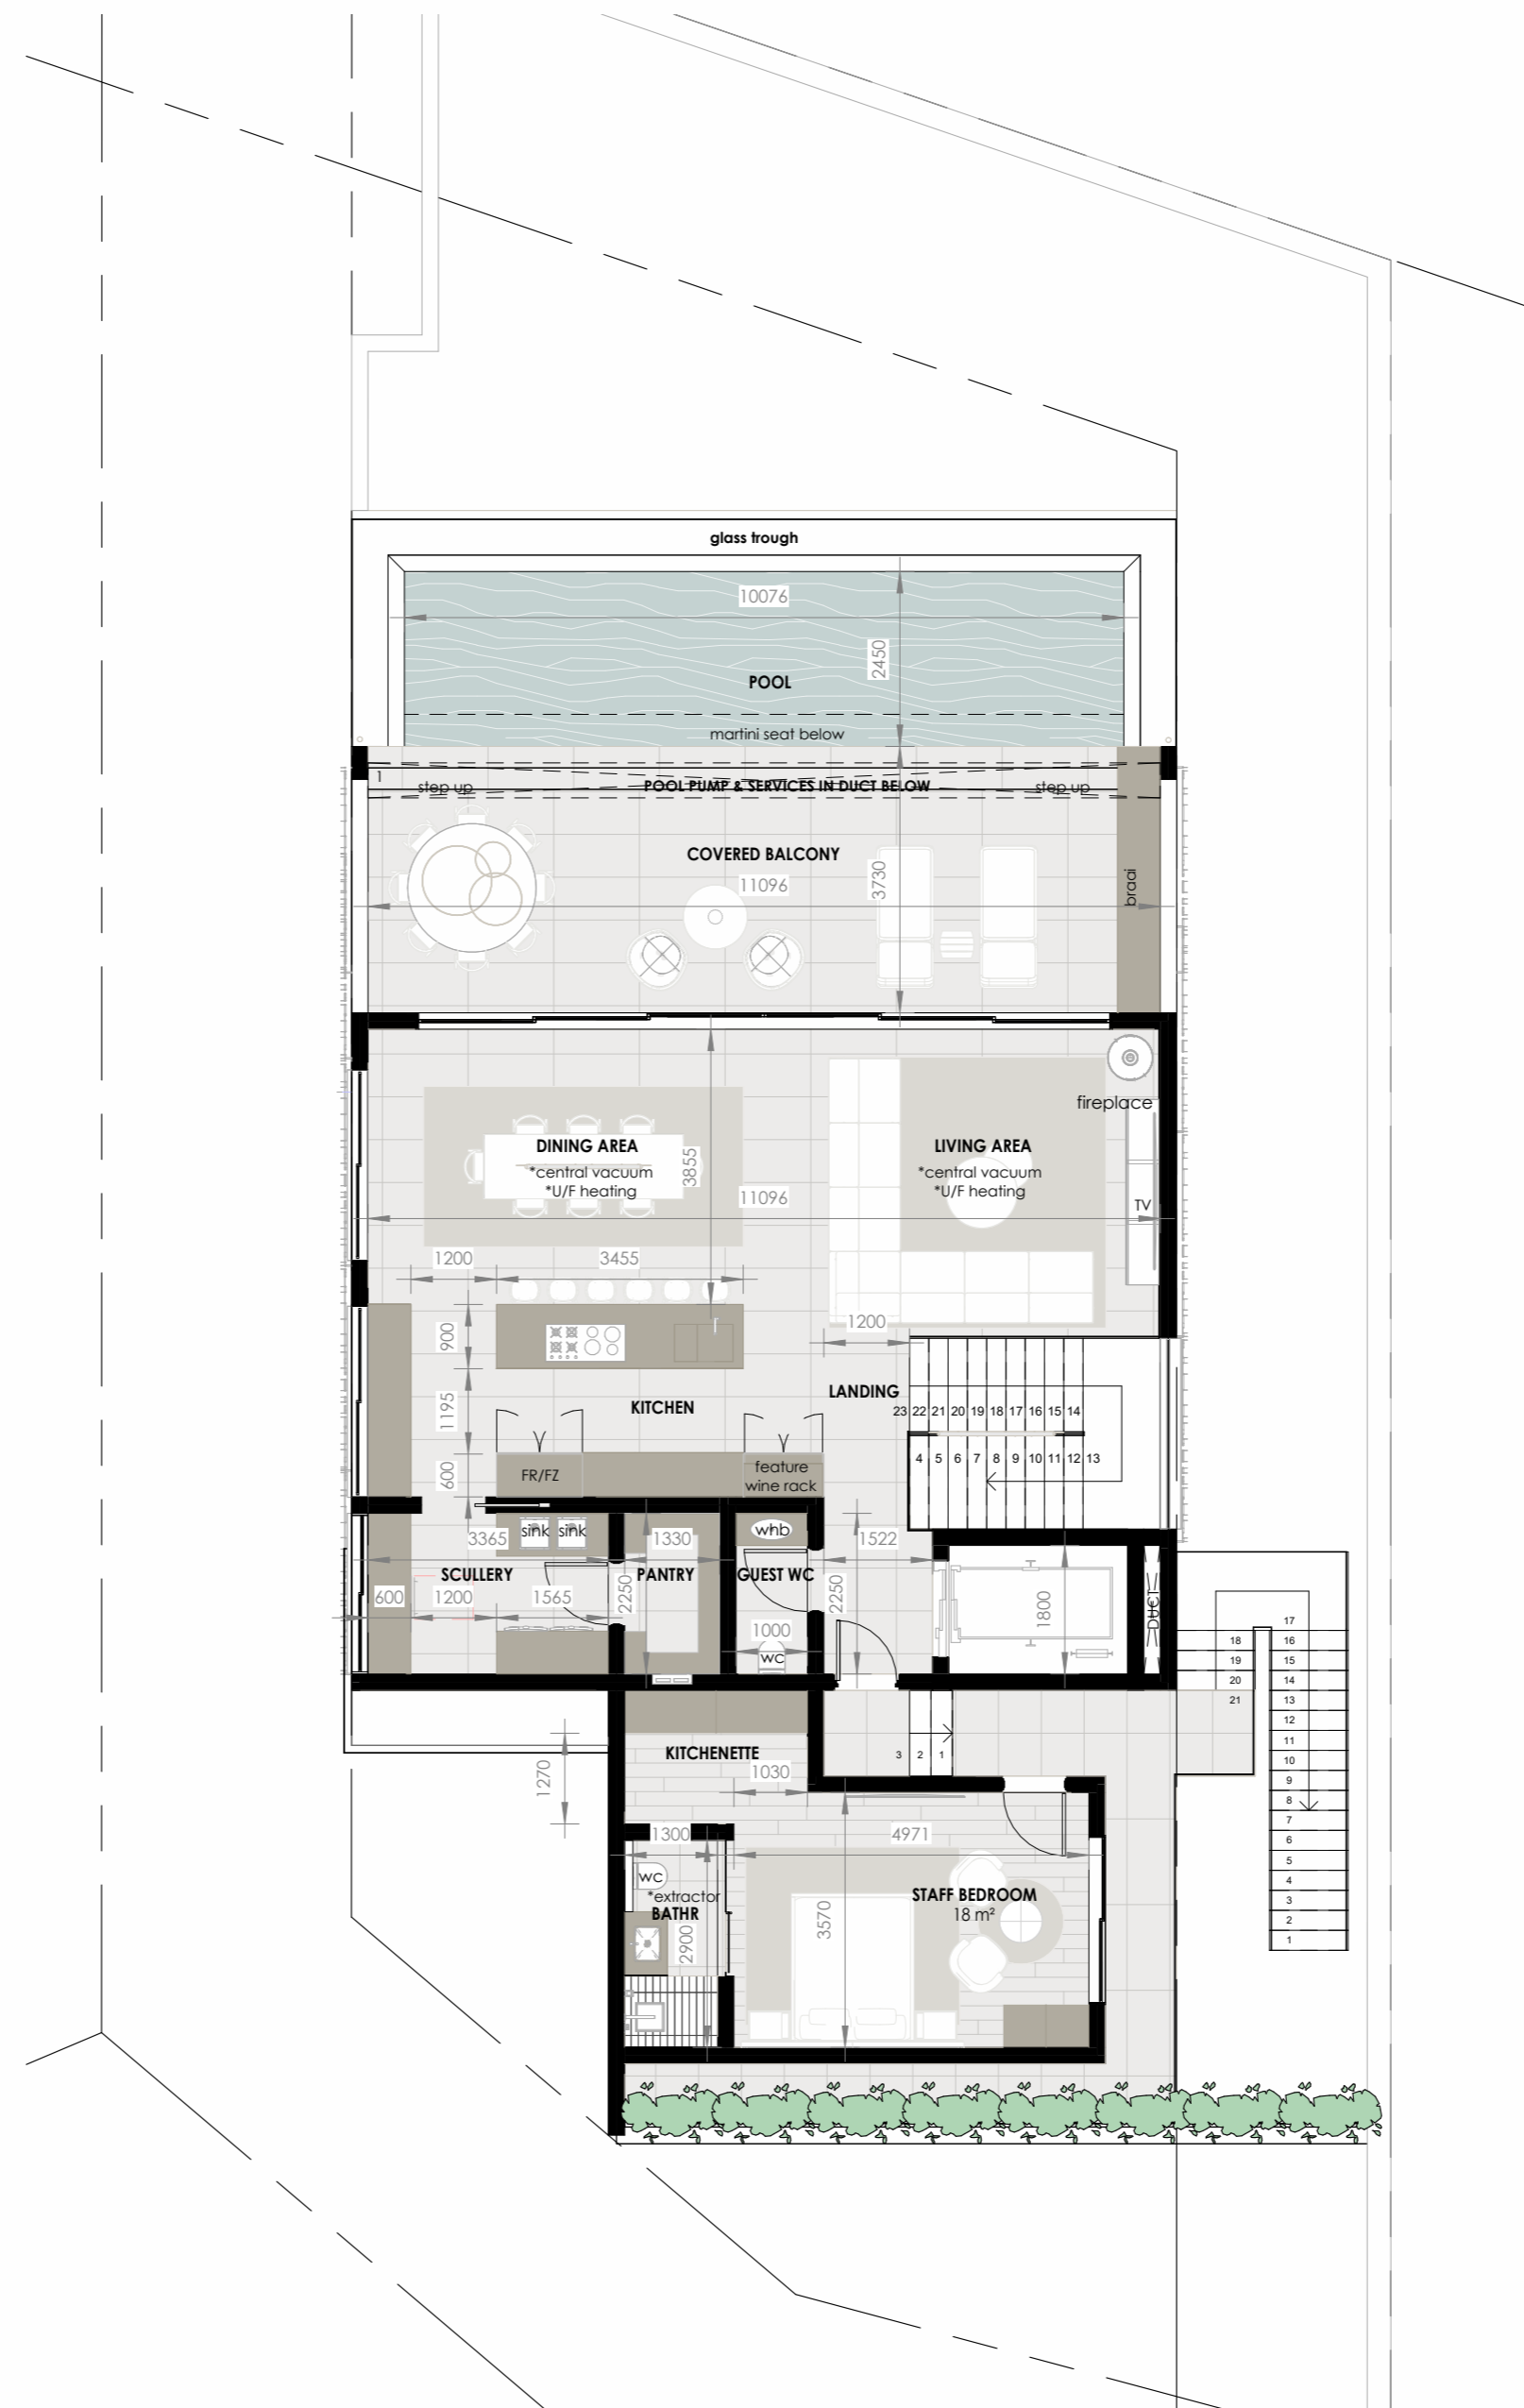 glass trough
10076
2450
POOL
martini seat below
1
step up
POOL PUMP & SERVICES IN DUCT BELOW
step up
COVERED BALCONY
11096
3730
braai
fireplace
DINING AREA
*central vacuum
*U/F heating
3855
11096
LIVING AREA
*central vacuum
*U/F heating
TV
1200
3455
1200
900
LANDING
1195
KITCHEN
23 22 21 20 19 18 17 16 15 14
4 5 6 7 8 9 10 11 12 13
600
FR/FZ
feature
wine rack
3365
sink
sink
1330
whb
1522
SCULLERY
PANTRY
GUEST WC
600
1200
1565
2250
2250
1800
DUCT
1000
wc
17
18
16
19
15
20
14
21
13
12
11
10
9
8
7
6
5
4
3
2
1
KITCHENETTE
3 2 1
1030
1270
1300
4971
wc
*extractor
BATHR
2900
3570
STAFF BEDROOM
18 m²